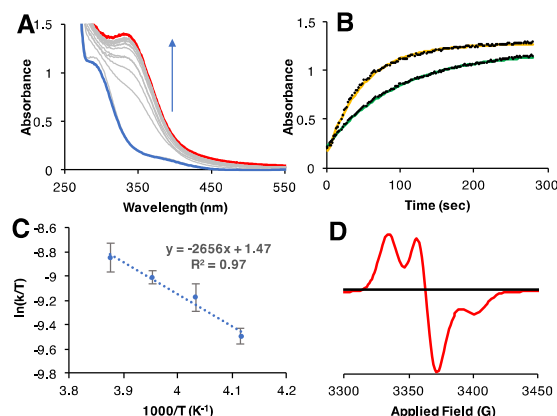 A
1.5
1
0.5
0
Absorbance
250 350 450 550
Wavelength (nm)
B
1.5
1
0.5
0
Absorbance
0 100 200 300
Time (sec)
C
-8.6
-8.8
-9
-9.2
-9.4
-9.6
-9.8
ln(k/T)
y = -2656x + 1.47
R² = 0.97
3.8 3.9 4 4.1 4.2
1000/T (K⁻¹)
D
3300 3350 3400 3450
Applied Field (G)